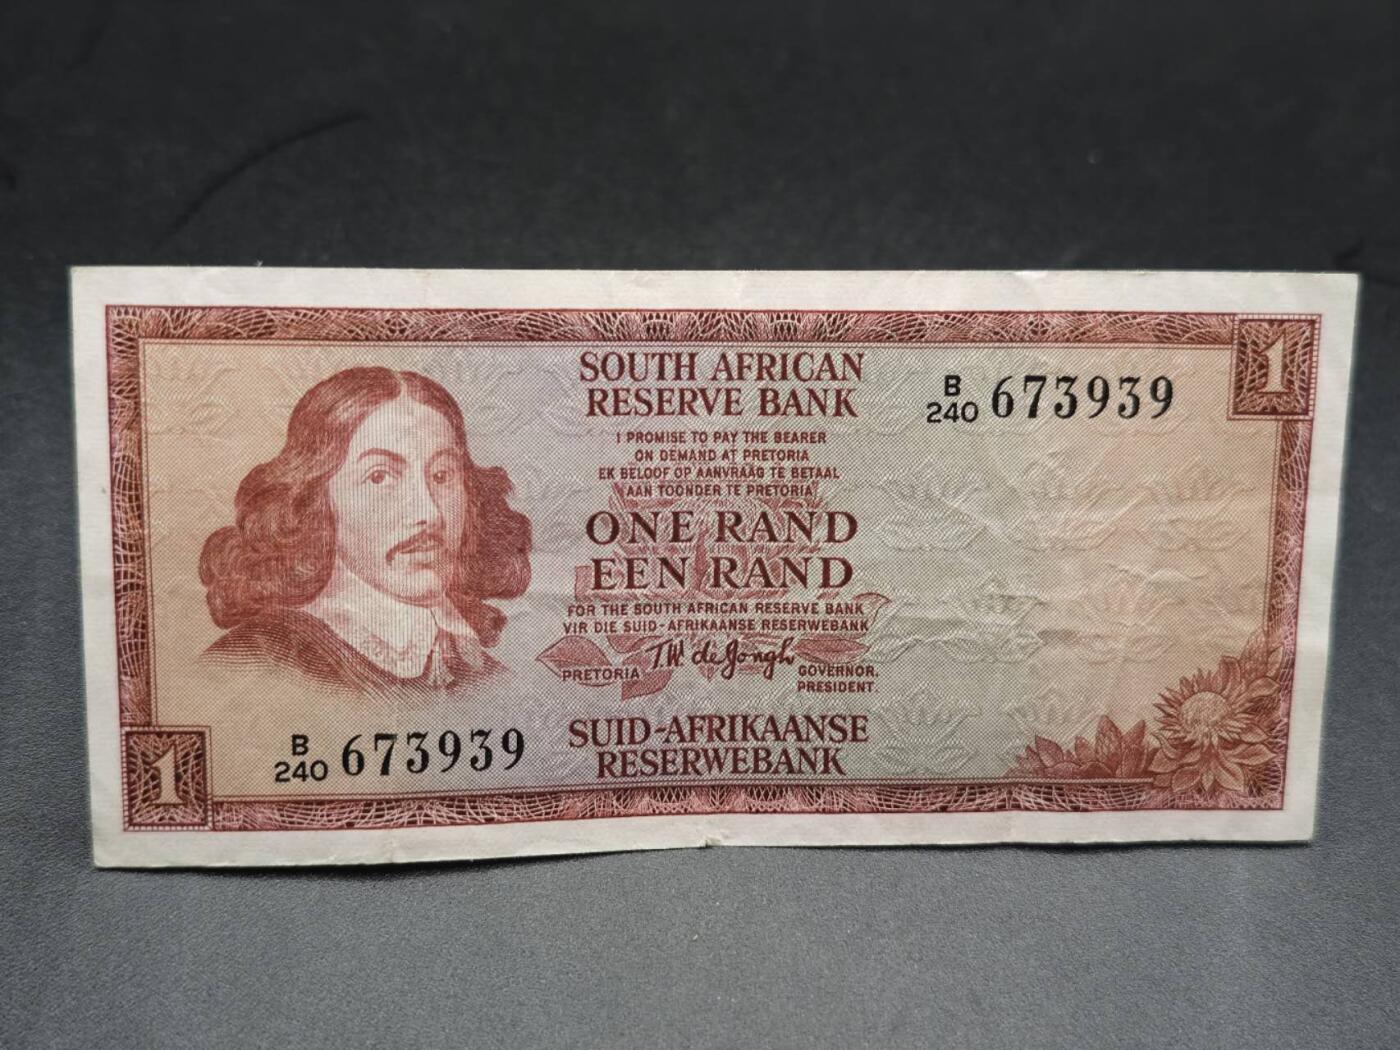 1
SOUTH AFRICAN
RESERVE BANK
B
240 673939
I PROMISE TO PAY THE BEARER
ON DEMAND AT PRETORIA
EK BELOOF OP AANVRAAG TE BETAAL
AAN TOONDER TE PRETORIA
ONE RAND
EEN RAND
FOR THE SOUTH AFRICAN RESERVE BANK
VIR DIE SUID-AFRIKAANSE RESERWEBANK
T.W. de Jongh
PRETORIA GOVERNOR.
PRESIDENT.
SUID-AFRIKAANSE
RESERWEBANK
B
240 673939
1